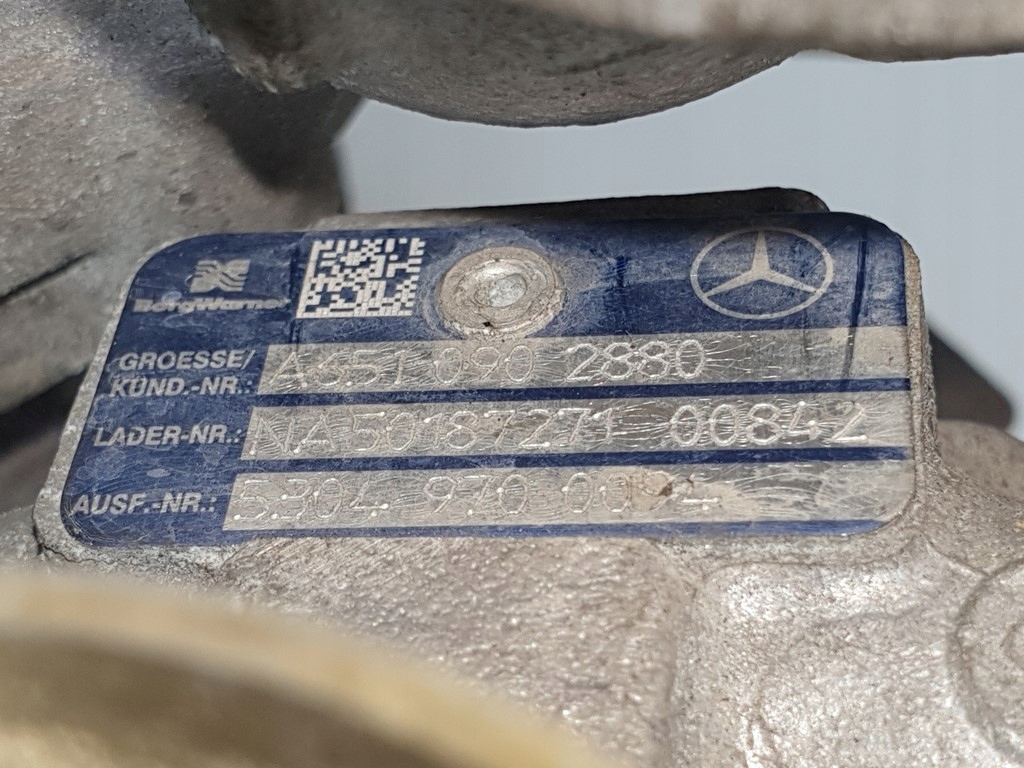 BorgWarner
GROESSE/
KUND.-NR.: A651 090 2880
LADER-NR.: NA50187271 00842
AUSF.-NR.: 5304 970 0094